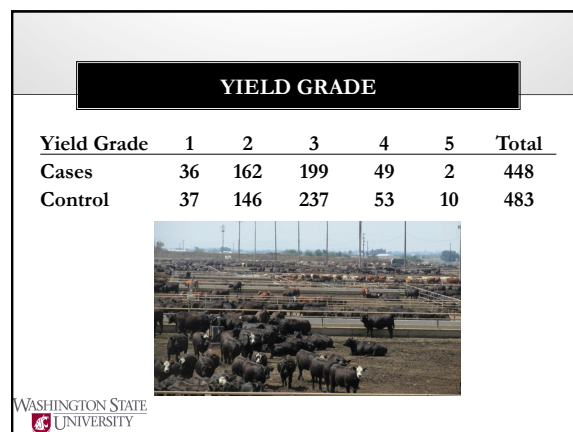 YIELD GRADE
Yield Grade 1 2 3 4 5 Total
Cases 36 162 199 49 2 448
Control 37 146 237 53 10 483
WASHINGTON STATE
UNIVERSITY